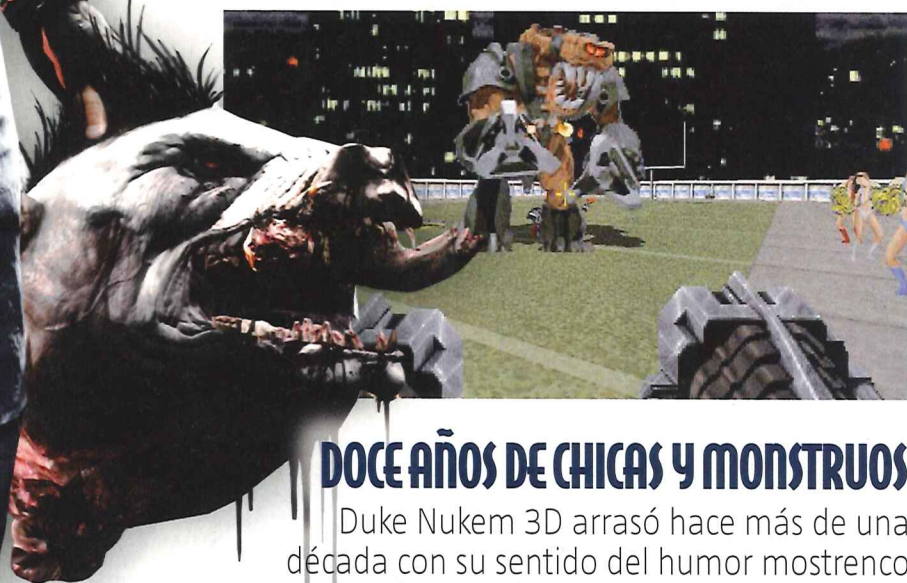 DOCE AÑOS DE CHICAS Y MONSTRUOS
Duke Nukem 3D arrasó hace más de una
década con su sentido del humor mostrenco